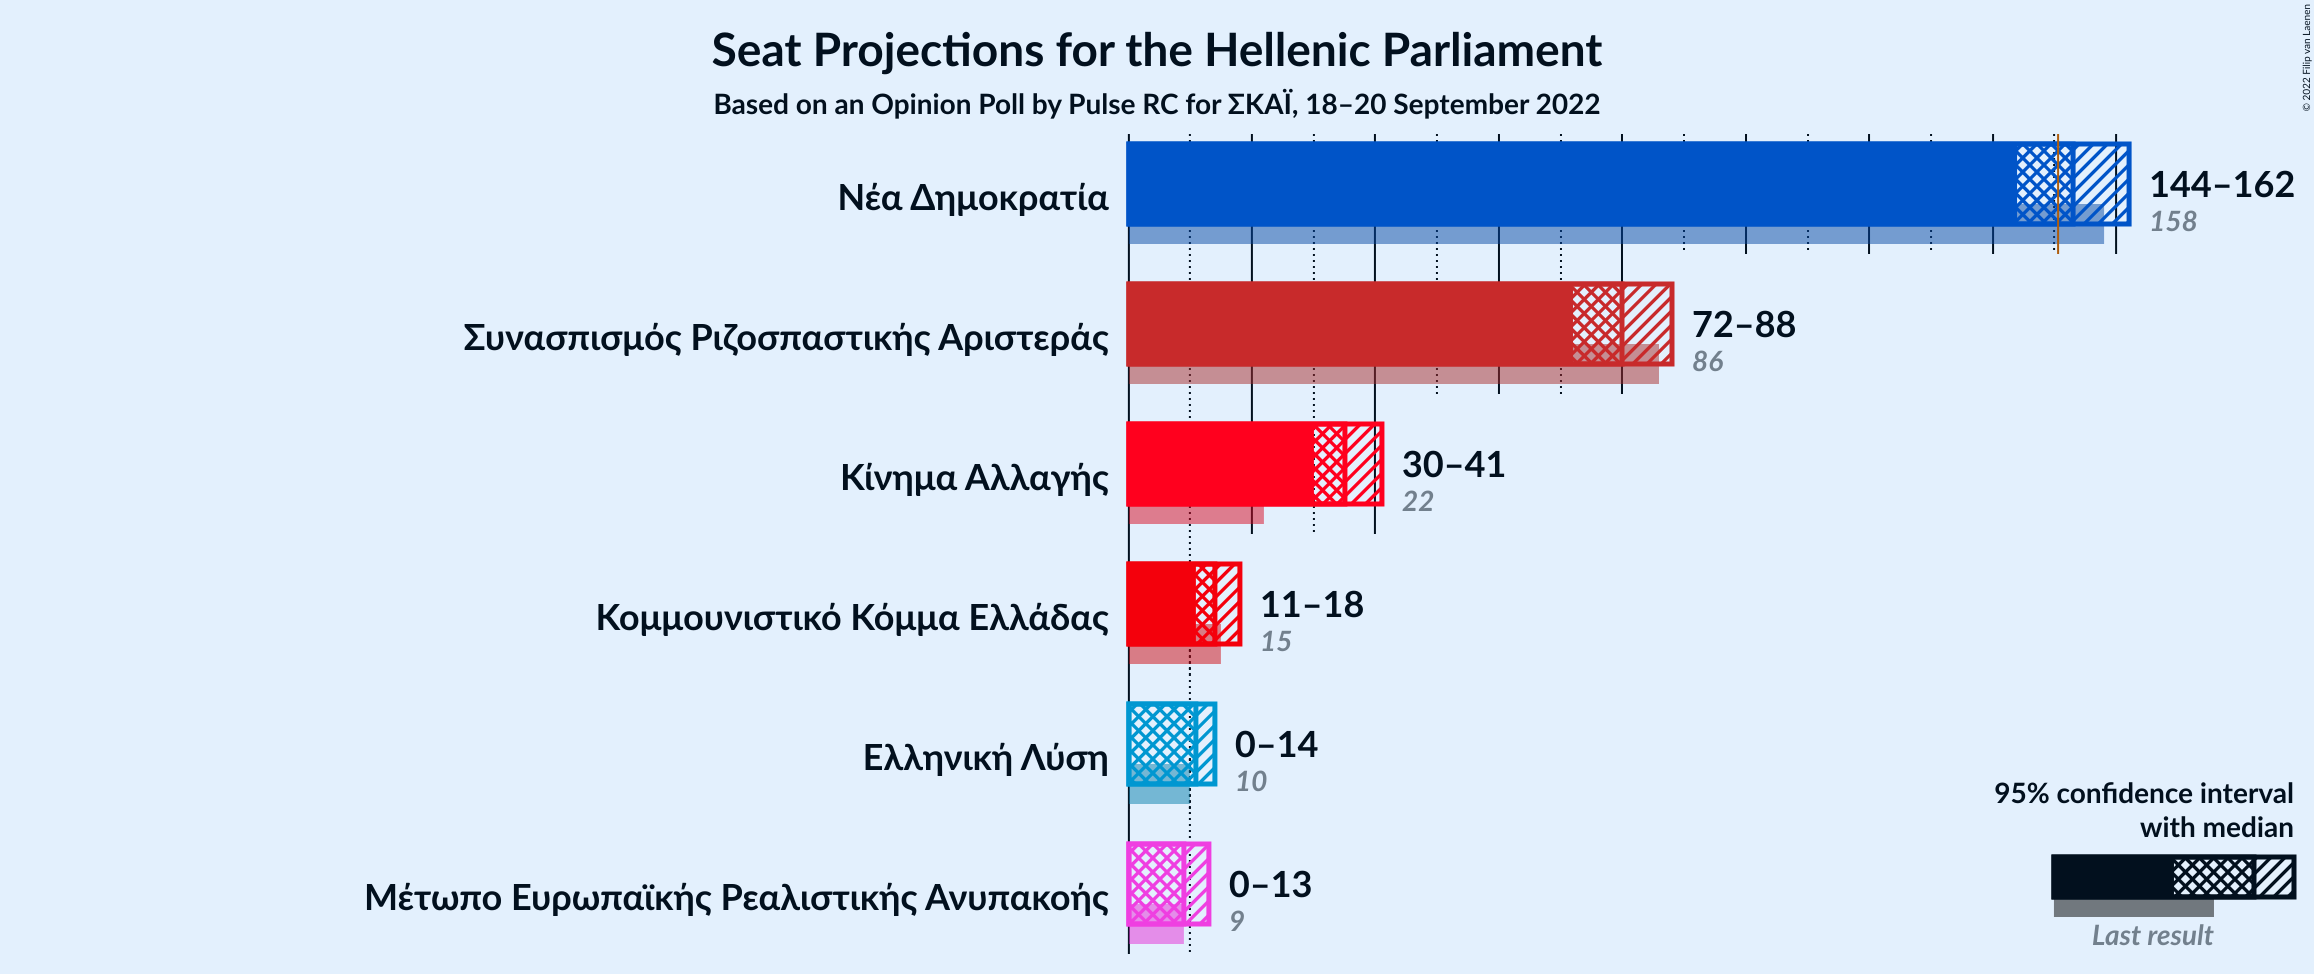 Seat Projections for the Hellenic Parliament
Based on an Opinion Poll by Pulse RC for ΣΚΑΪ, 18–20 September 2022
© 2022 Filip van Laenen
Νέα Δημοκρατία
144–162
158
Συνασπισμός Ριζοσπαστικής Αριστεράς
72–88
86
Κίνημα Αλλαγής
30–41
22
Κομμουνιστικό Κόμμα Ελλάδας
11–18
15
Ελληνική Λύση
0–14
10
Μέτωπο Ευρωπαϊκής Ρεαλιστικής Ανυπακοής
0–13
9
95% confidence interval
with median
Last result